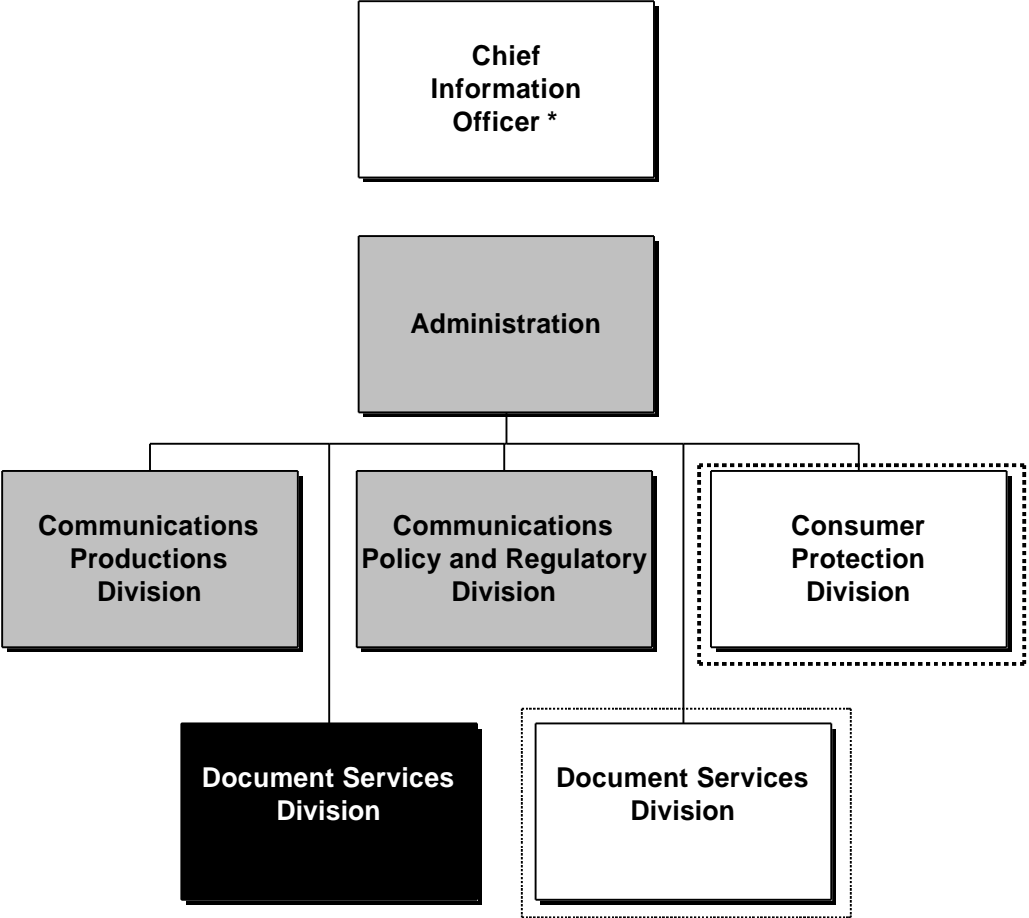 Chief
Information
Officer *
Administration
Communications
Productions
Division
Communications
Policy and Regulatory
Division
Consumer
Protection
Division
Document Services
Division
Document Services
Division